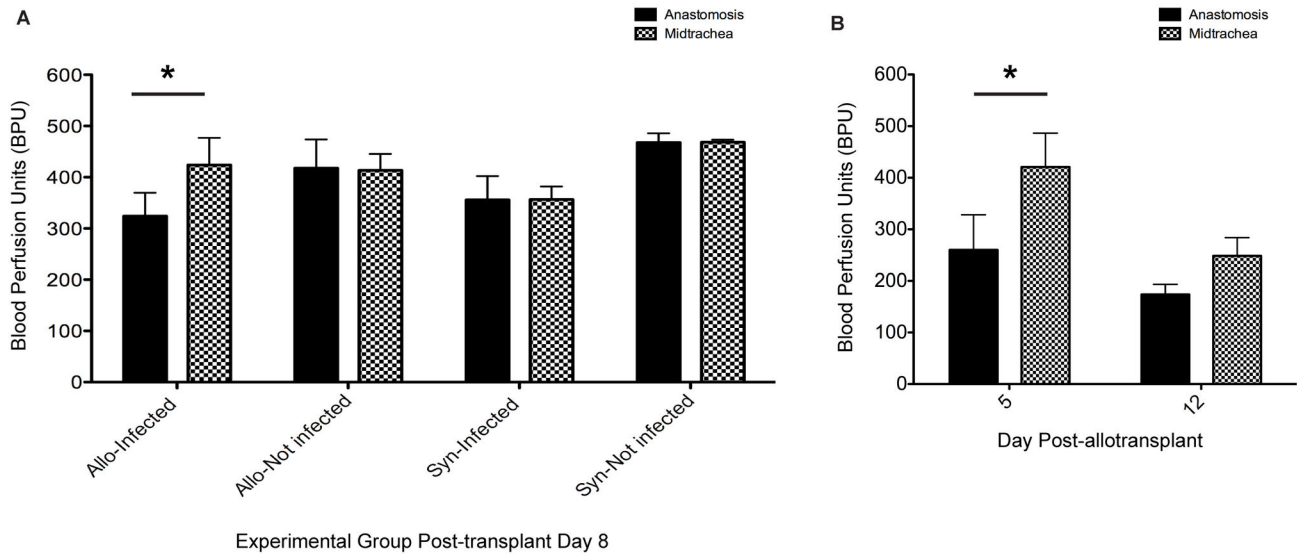 A
Anastomosis
Midtrachea
*
Blood Perfusion Units (BPU)
600
500
400
300
200
100
0
Allo-Infected
Allo-Not infected
Syn-Infected
Syn-Not infected
Experimental Group Post-transplant Day 8
B
Anastomosis
Midtrachea
*
Blood Perfusion Units (BPU)
600
500
400
300
200
100
0
5
12
Day Post-allotransplant